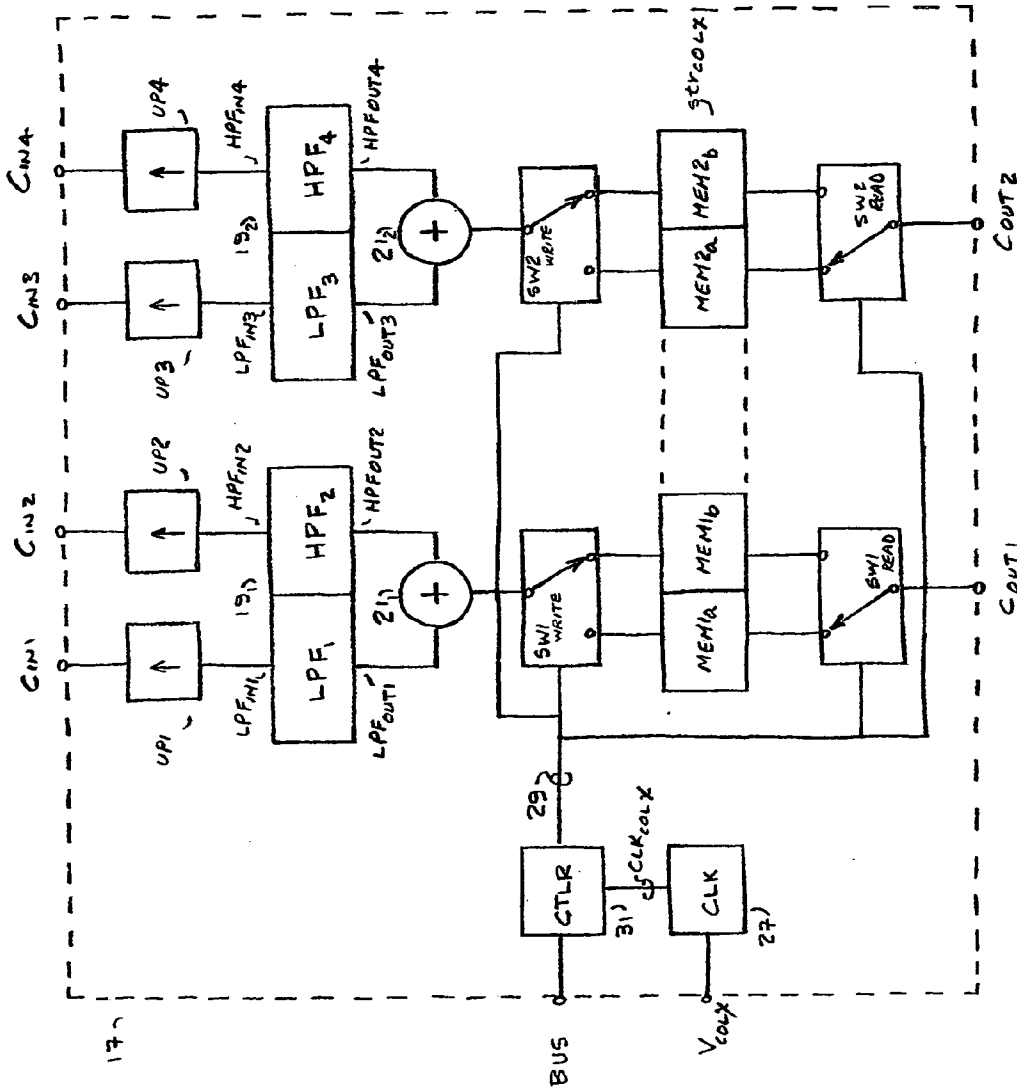 CIN1
CIN2
CIN3
CIN4
UP1
UP2
UP3
UP4
LPFIN1
HPFIN2
LPFIN3
HPFIN4
LPF1
HPF2
LPF3
HPF4
191
192
LPFOUT1
HPFOUT2
LPFOUT3
HPFOUT4
+
+
211
212
SW1 WRITE
SW2 WRITE
MEM1a
MEM1b
MEM2a
MEM2b
strCOLX
SW1 READ
SW2 READ
COUT1
COUT2
29
CTLR
31
CLKCOLX
CLK
27
BUS
VCOLX
17